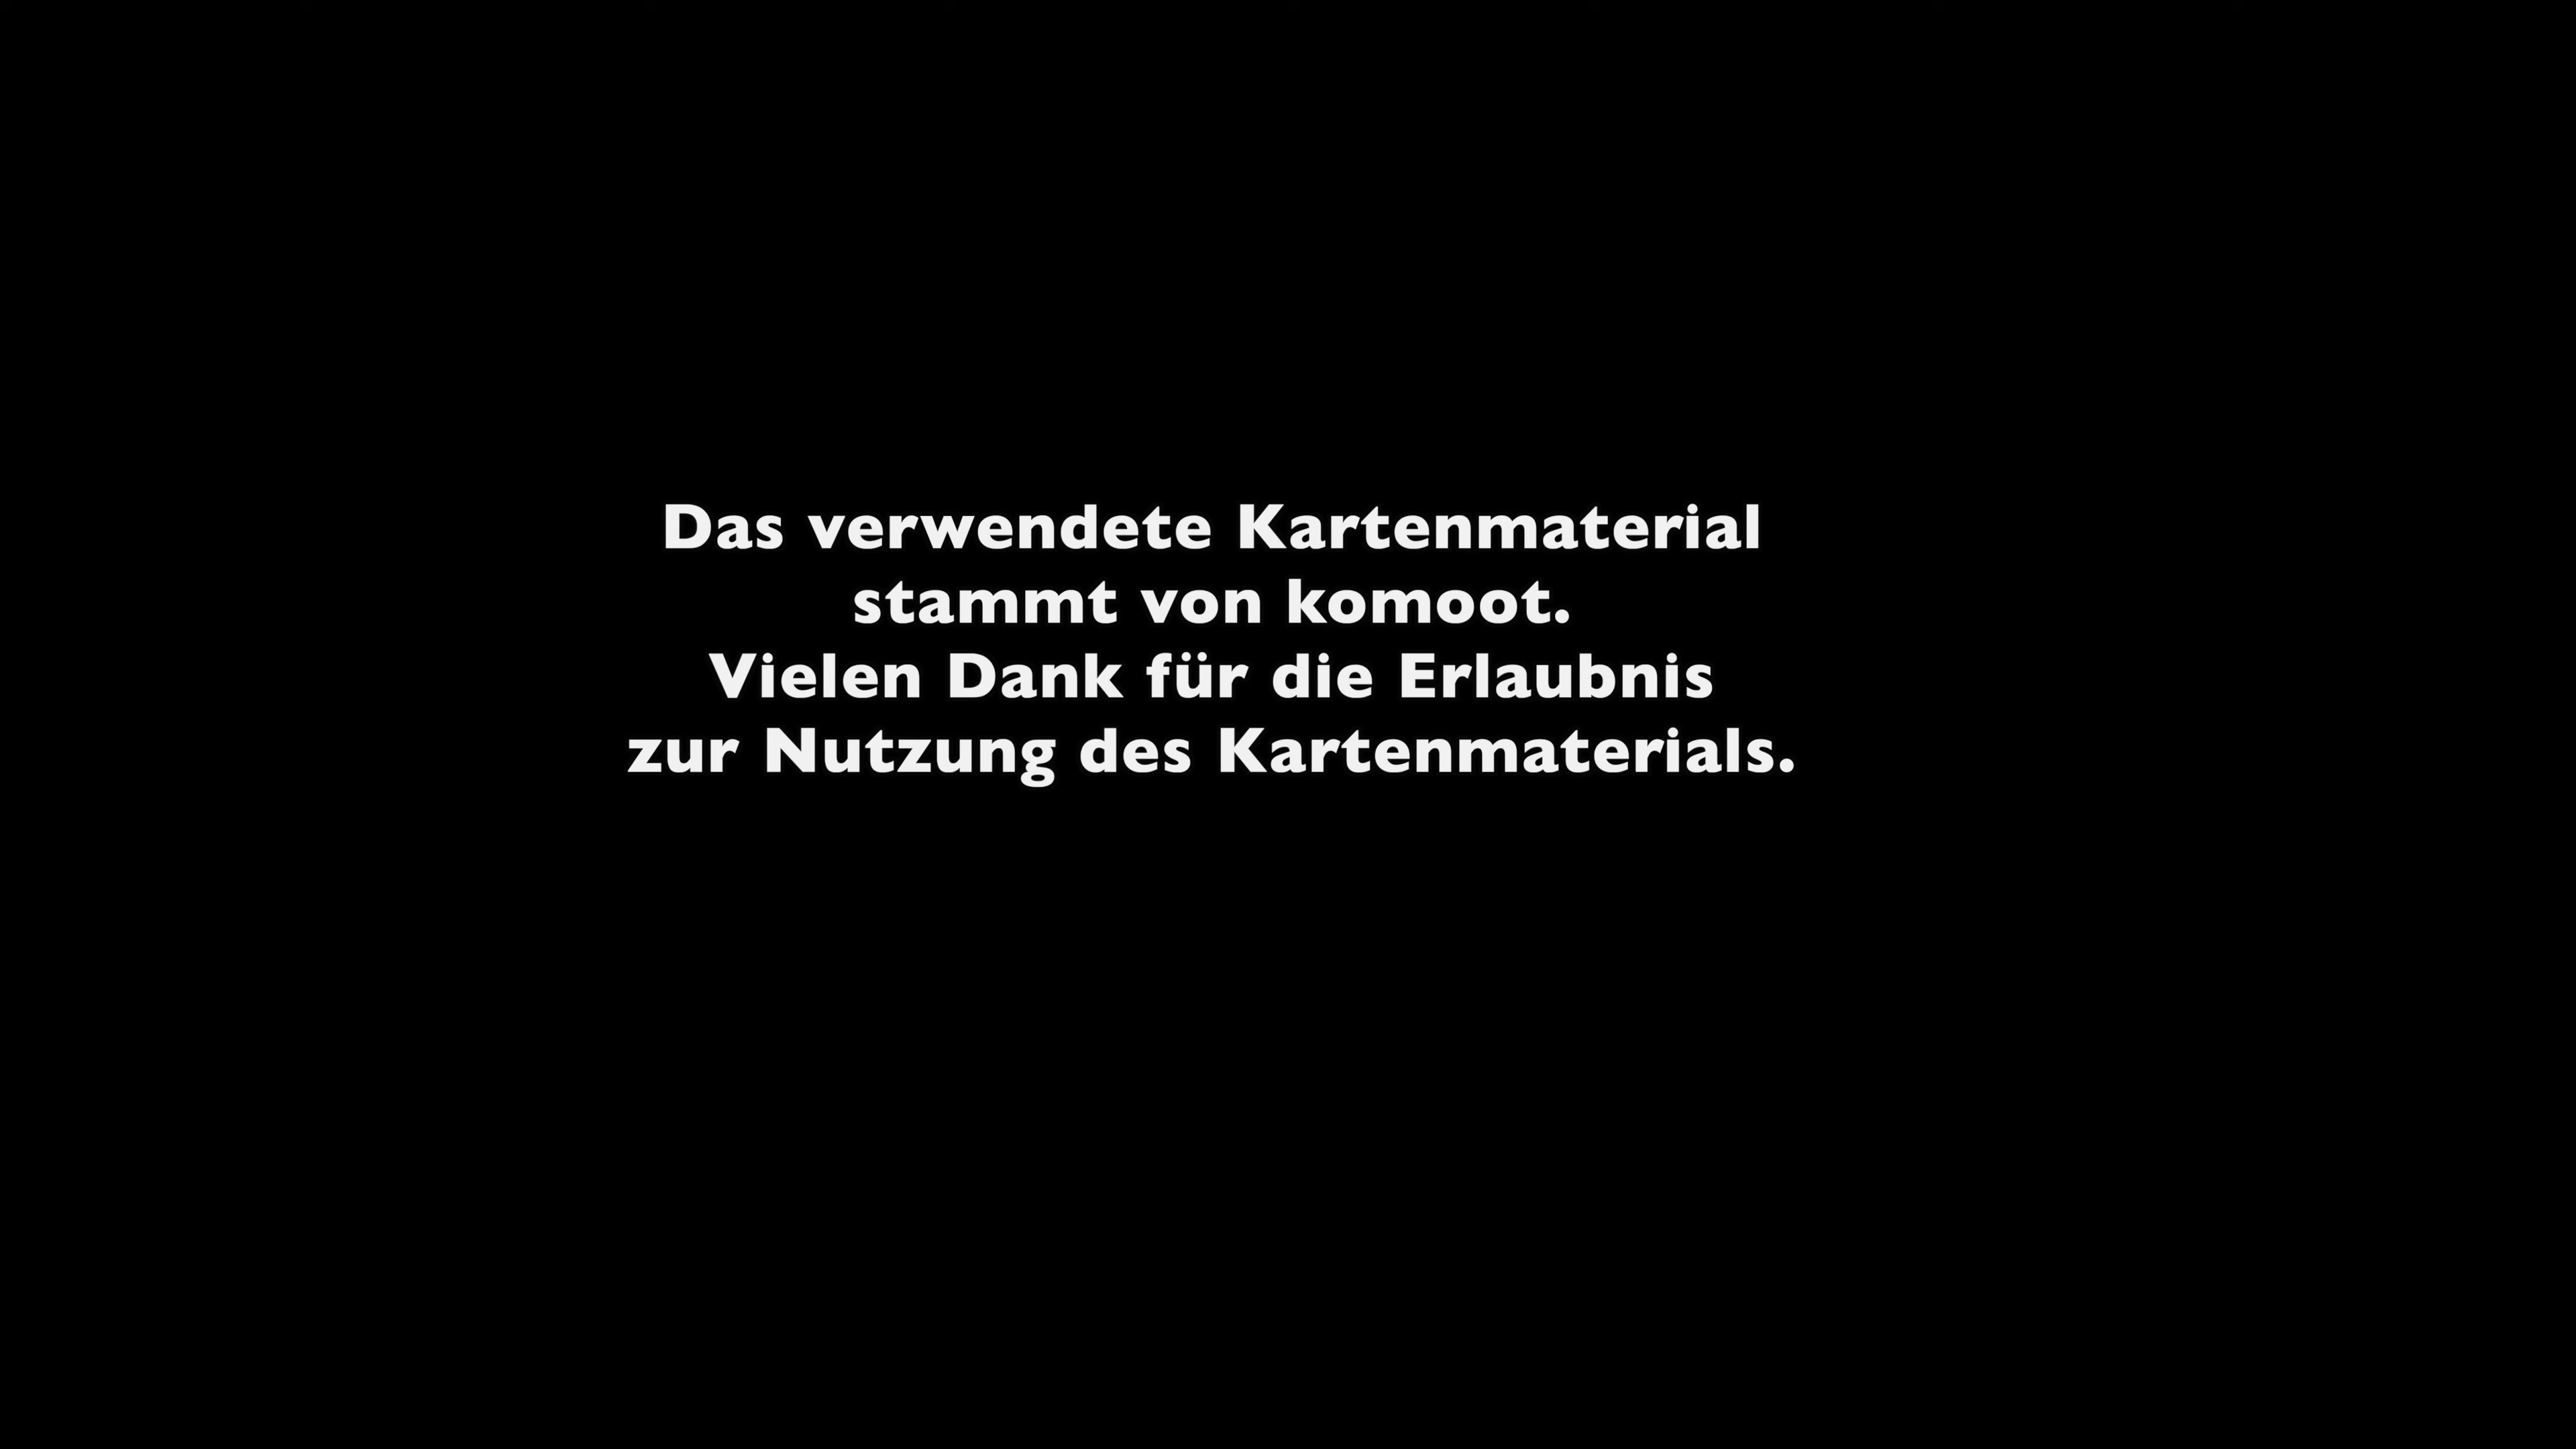 Das verwendete Kartenmaterial
stammt von komoot.
Vielen Dank für die Erlaubnis
zur Nutzung des Kartenmaterials.